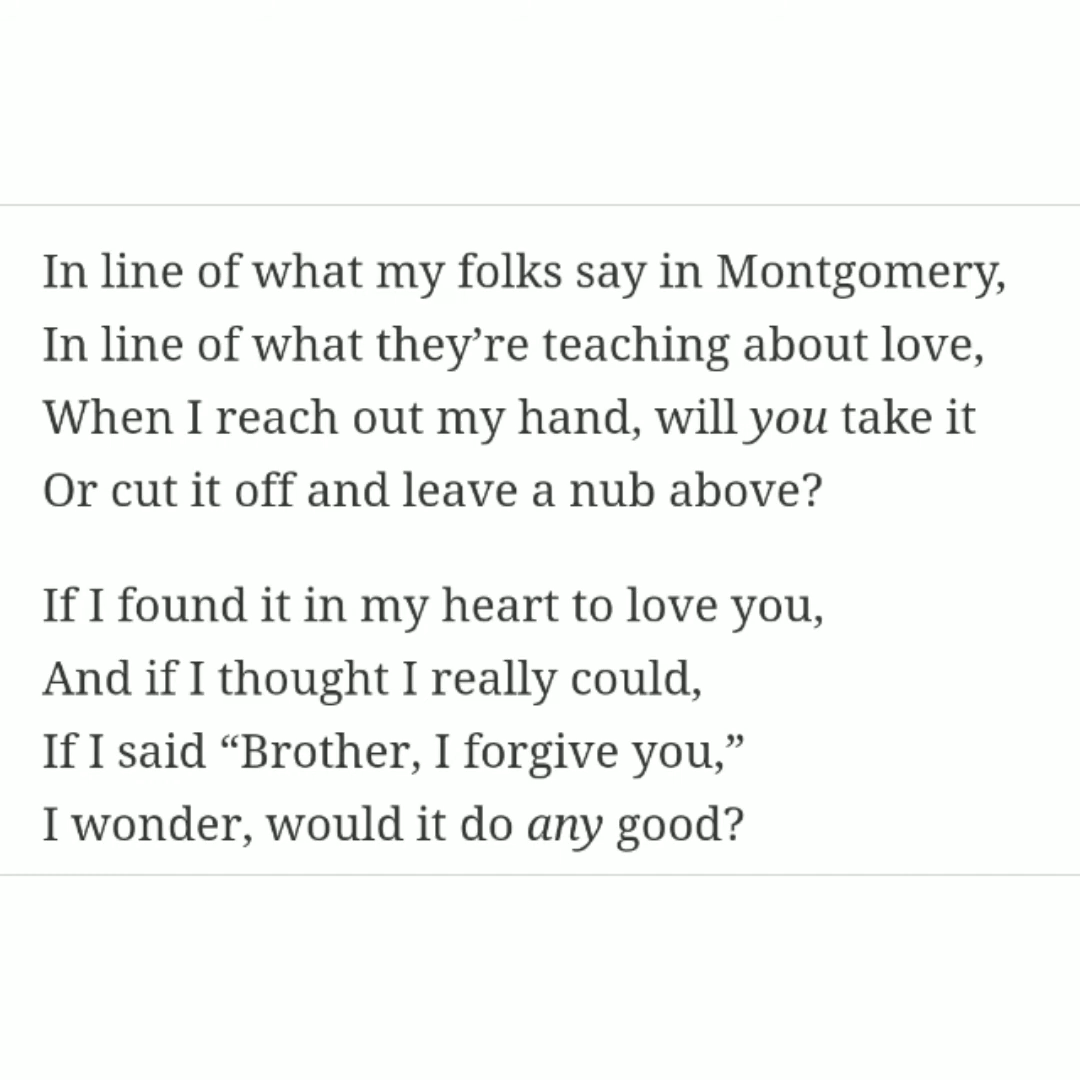 In line of what my folks say in Montgomery,
In line of what they’re teaching about love,
When I reach out my hand, will you take it
Or cut it off and leave a nub above?
If I found it in my heart to love you,
And if I thought I really could,
If I said “Brother, I forgive you,”
I wonder, would it do any good?